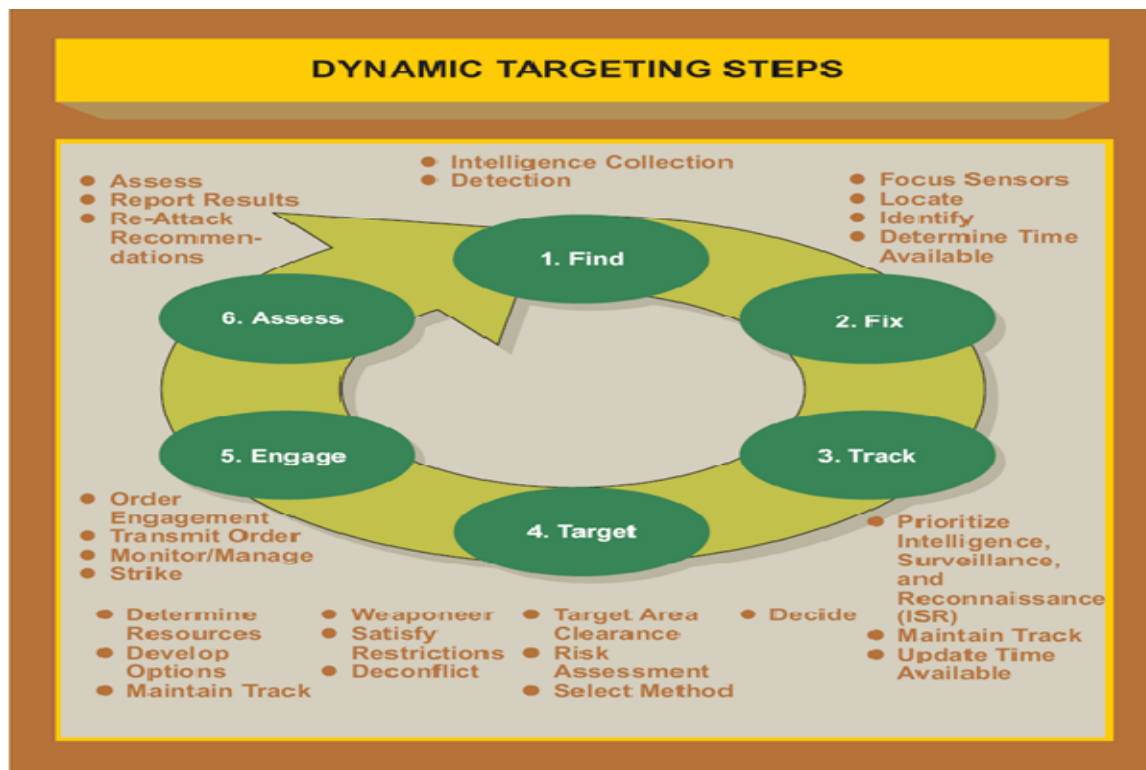 DYNAMIC TARGETING STEPS
● Intelligence Collection
● Detection
● Assess
● Report Results
● Re-Attack
Recommen-
dations
● Focus Sensors
● Locate
● Identify
● Determine Time
Available
1. Find
2. Fix
3. Track
4. Target
5. Engage
6. Assess
● Prioritize
Intelligence,
Surveillance,
and
Reconnaissance
(ISR)
● Maintain Track
● Update Time
Available
● Order
Engagement
● Transmit Order
● Monitor/Manage
● Strike
● Determine
Resources
● Develop
Options
● Maintain Track
● Weaponeer
● Satisfy
Restrictions
● Deconflict
● Target Area
Clearance
● Risk
Assessment
● Select Method
● Decide